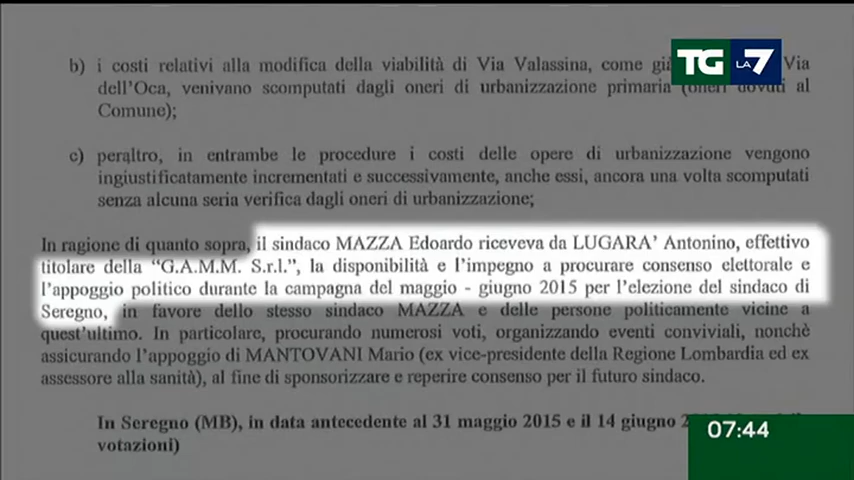 TG LA 7
b) i costi relativi alla modifica della viabilità di Via Valassina, come già Via
dell'Oca, venivano scomputati dagli oneri di urbanizzazione primaria (oneri dovuti al
Comune);
c) peraltro, in entrambe le procedure i costi delle opere di urbanizzazione vengono
ingiustificatamente incrementati e successivamente, anche essi, ancora una volta scomputati
senza alcuna seria verifica dagli oneri di urbanizzazione;
In ragione di quanto sopra, il sindaco MAZZA Edoardo riceveva da LUGARA' Antonino, effettivo
titolare della "G.A.M.M. S.r.l.", la disponibilità e l'impegno a procurare consenso elettorale e
l'appoggio politico durante la campagna del maggio - giugno 2015 per l'elezione del sindaco di
Seregno, in favore dello stesso sindaco MAZZA e delle persone politicamente vicine a
quest'ultimo. In particolare, procurando numerosi voti, organizzando eventi conviviali, nonchè
assicurando l'appoggio di MANTOVANI Mario (ex vice-presidente della Regione Lombardia ed ex
assessore alla sanità), al fine di sponsorizzare e reperire consenso per il futuro sindaco.
In Seregno (MB), in data antecedente al 31 maggio 2015 e il 14 giugno
votazioni)
07:44